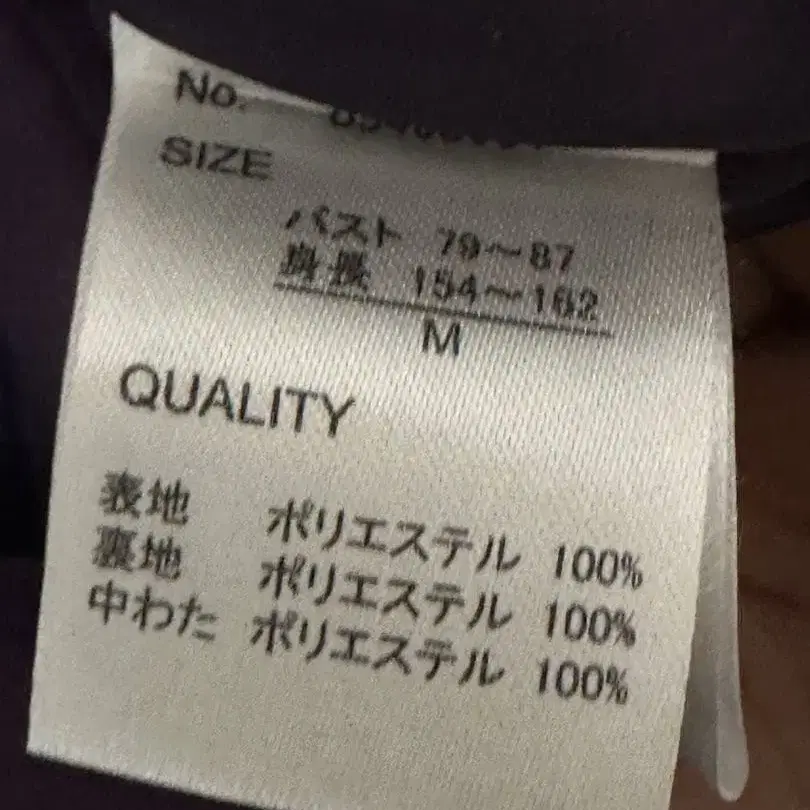 No.
SIZE
バスト 79~87
身長 154~162
M
QUALITY
表地 ポリエステル 100%
裏地 ポリエステル 100%
中わた ポリエステル 100%